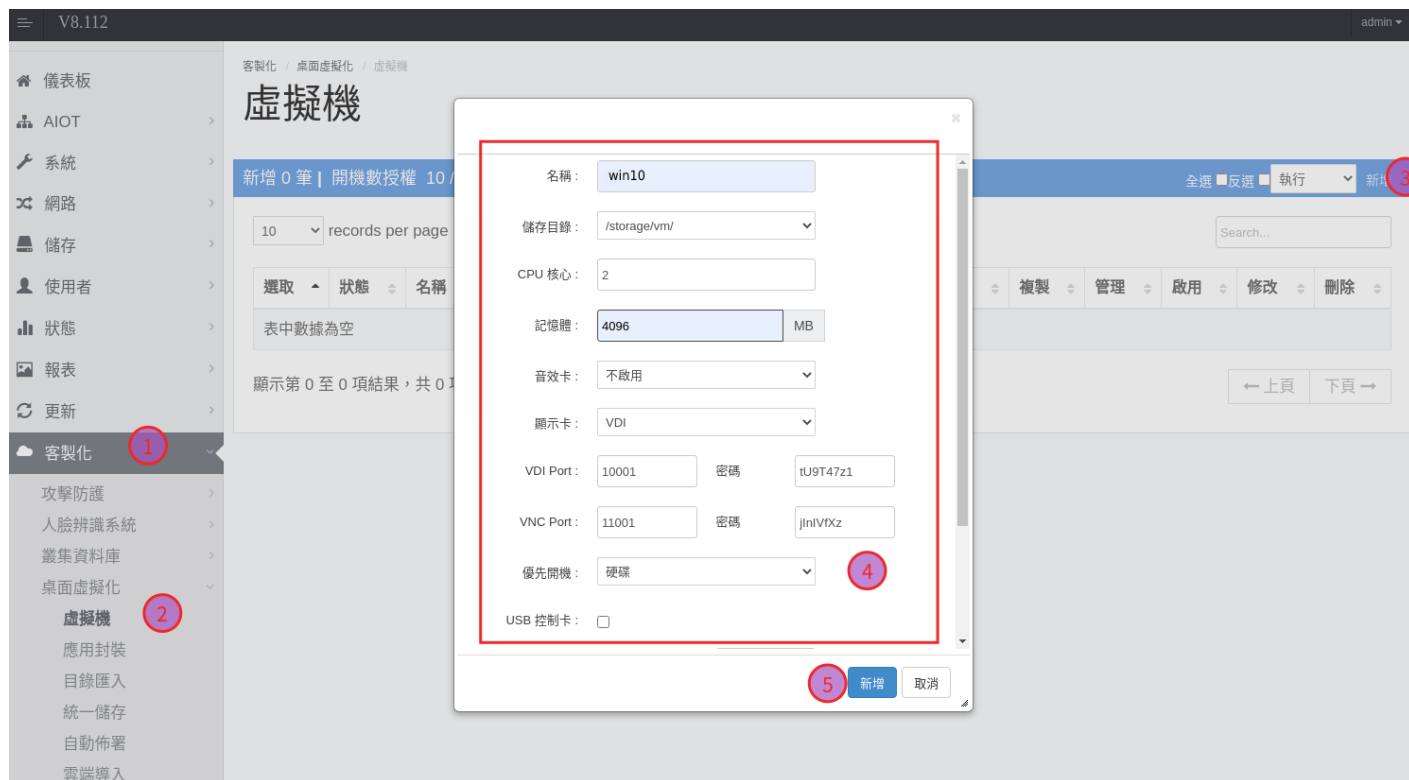 V8.112
admin
儀表板
AIOT
系統
網路
儲存
使用者
狀態
報表
更新
客製化
1
攻擊防護
人臉辨識系統
叢集資料庫
桌面虛擬化
虛擬機
2
應用封裝
目錄匯入
統一儲存
自動佈署
雲端導入
客製化 / 桌面虛擬化 / 虛擬機
虛擬機
新增 0 筆 | 開機數授權 10 /
全選 反選 執行 新增 3
10 records per page
Search...
選取 狀態 名稱 複製 管理 啟用 修改 刪除
表中數據為空
顯示第 0 至 0 項結果，共 0
← 上頁 下頁 →
×
名稱 : win10
儲存目錄 : /storage/vm/
CPU 核心 : 2
記憶體 : 4096 MB
音效卡 : 不啟用
顯示卡 : VDI
VDI Port : 10001 密碼 tU9T47z1
VNC Port : 11001 密碼
優先開機 : 硬碟
4
USB 控制卡 :
5 新增 取消